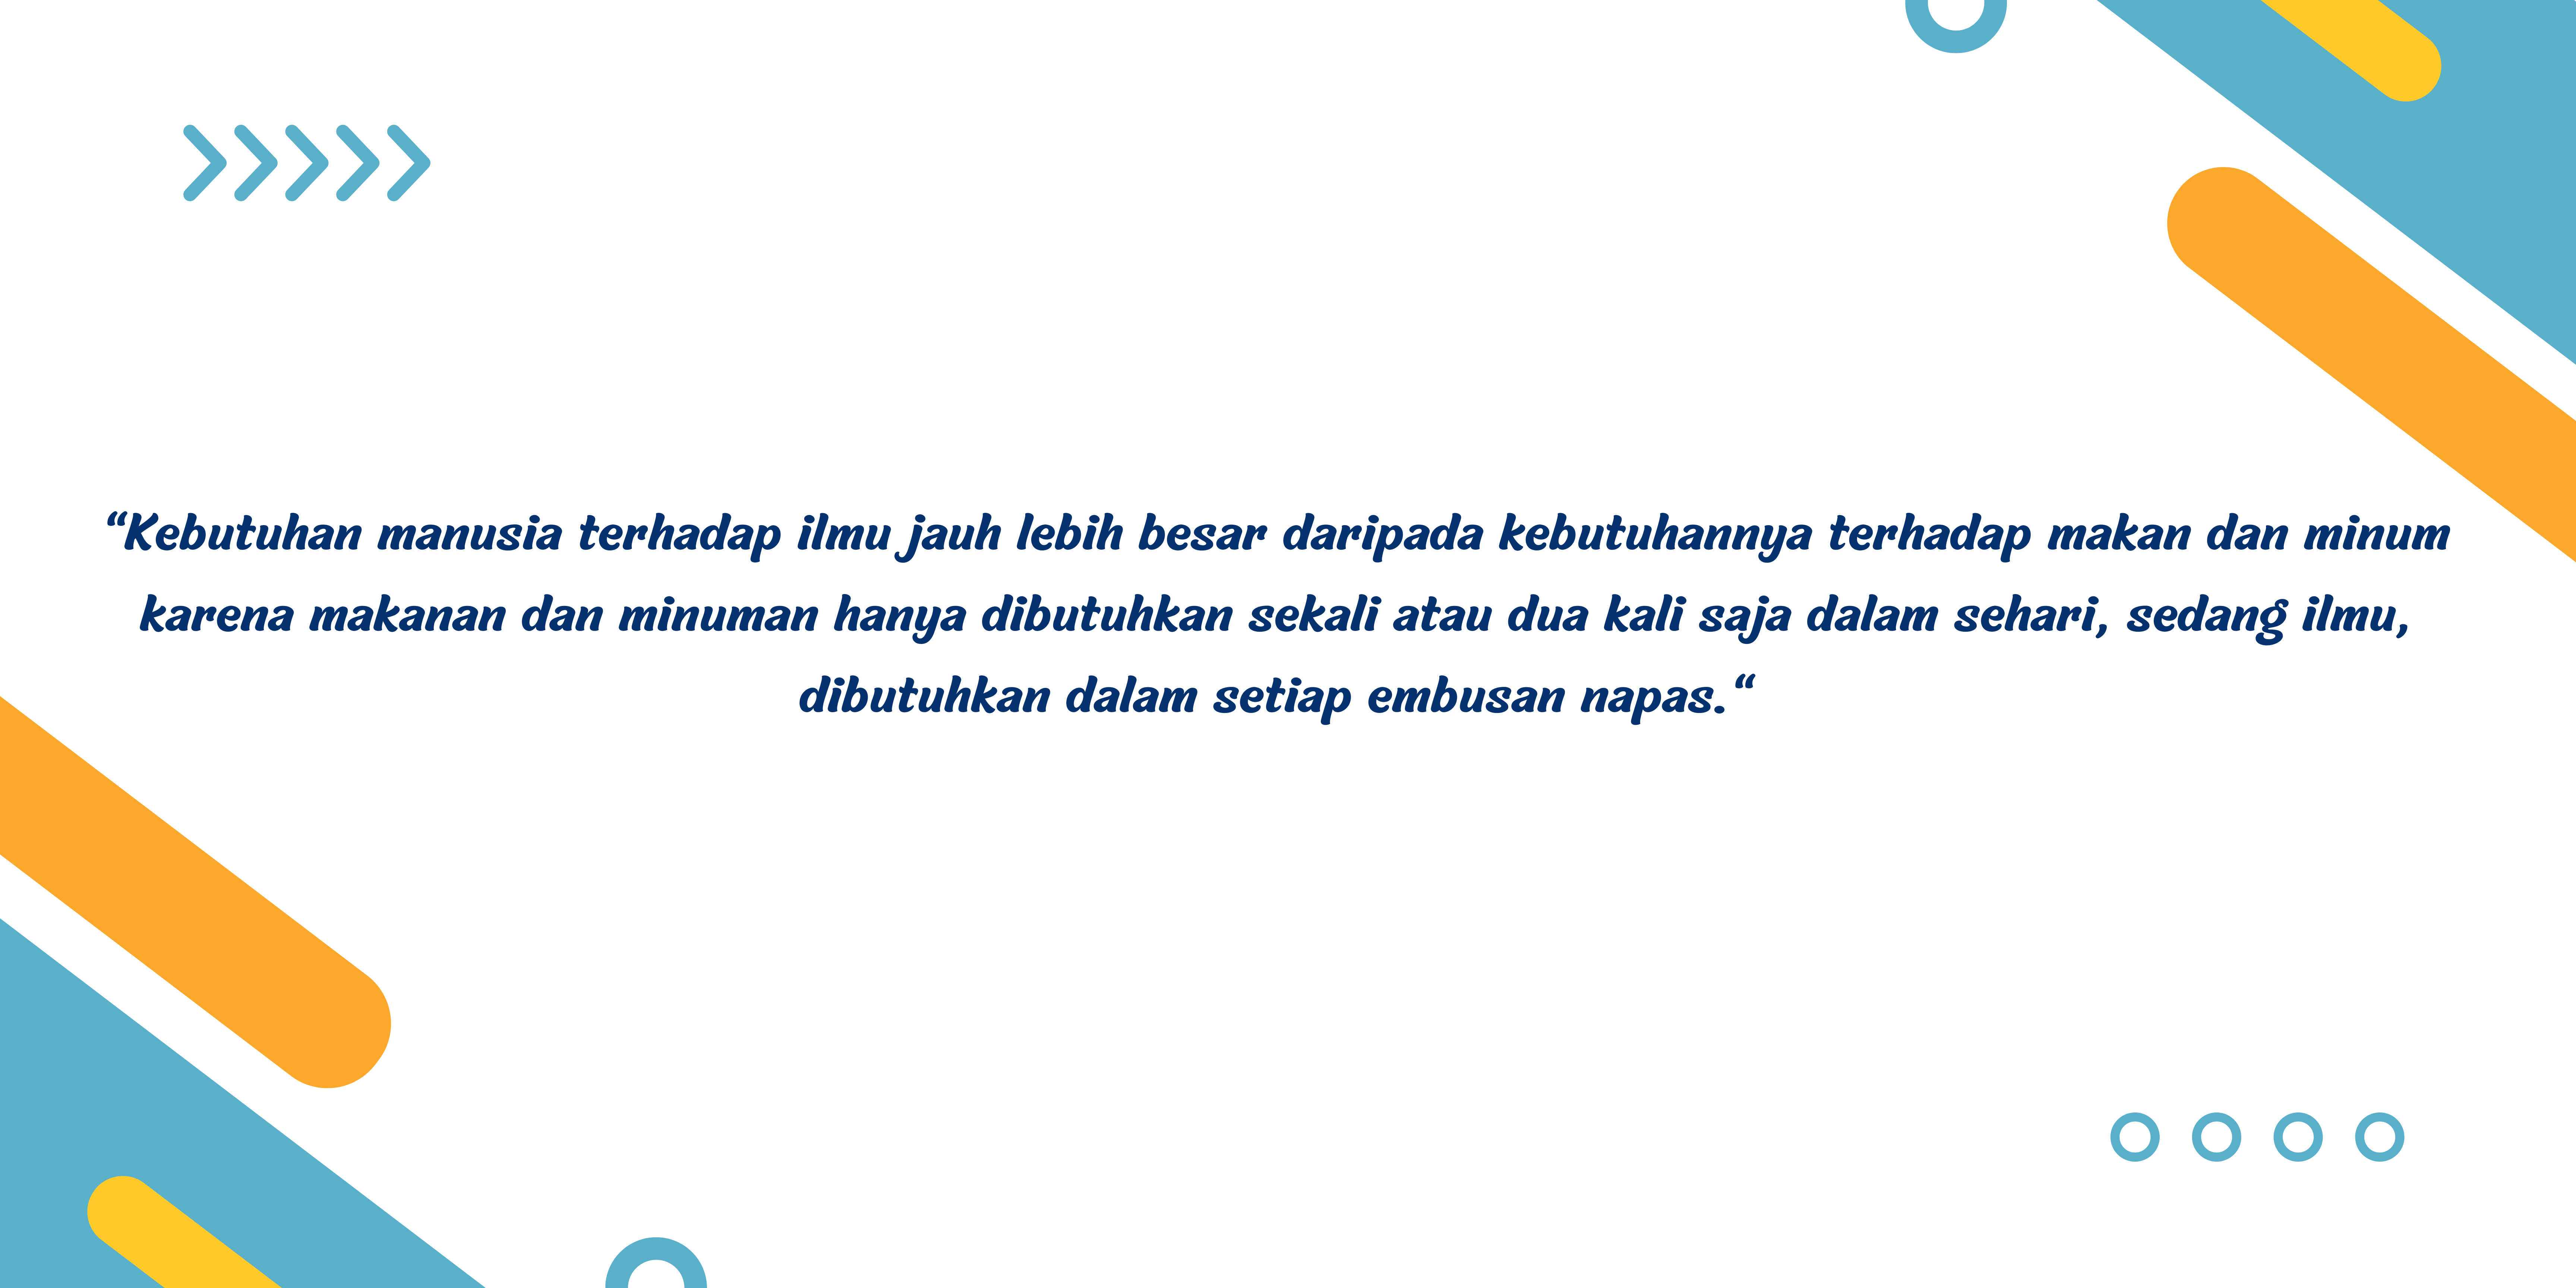 “Kebutuhan manusia terhadap ilmu jauh lebih besar daripada kebutuhannya terhadap makan dan minum
karena makanan dan minuman hanya dibutuhkan sekali atau dua kali saja dalam sehari, sedang ilmu,
dibutuhkan dalam setiap embusan napas.“